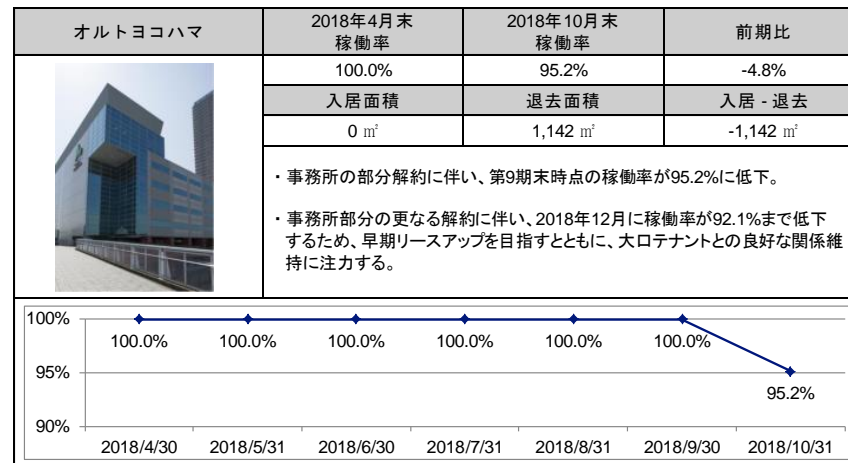 オルトヨコハマ
2018年4月末
稼働率
2018年10月末
稼働率
前期比
100.0%
95.2%
-4.8%
入居面積
退去面積
入居 - 退去
0 ㎡
1,142 ㎡
-1,142 ㎡
・事務所の部分解約に伴い、第9期末時点の稼働率が95.2%に低下。
・事務所部分の更なる解約に伴い、2018年12月に稼働率が92.1%まで低下
するため、早期リースアップを目指すとともに、大口テナントとの良好な関係維
持に注力する。
100%
95%
90%
100.0%
100.0%
100.0%
100.0%
100.0%
100.0%
95.2%
2018/4/30
2018/5/31
2018/6/30
2018/7/31
2018/8/31
2018/9/30
2018/10/31